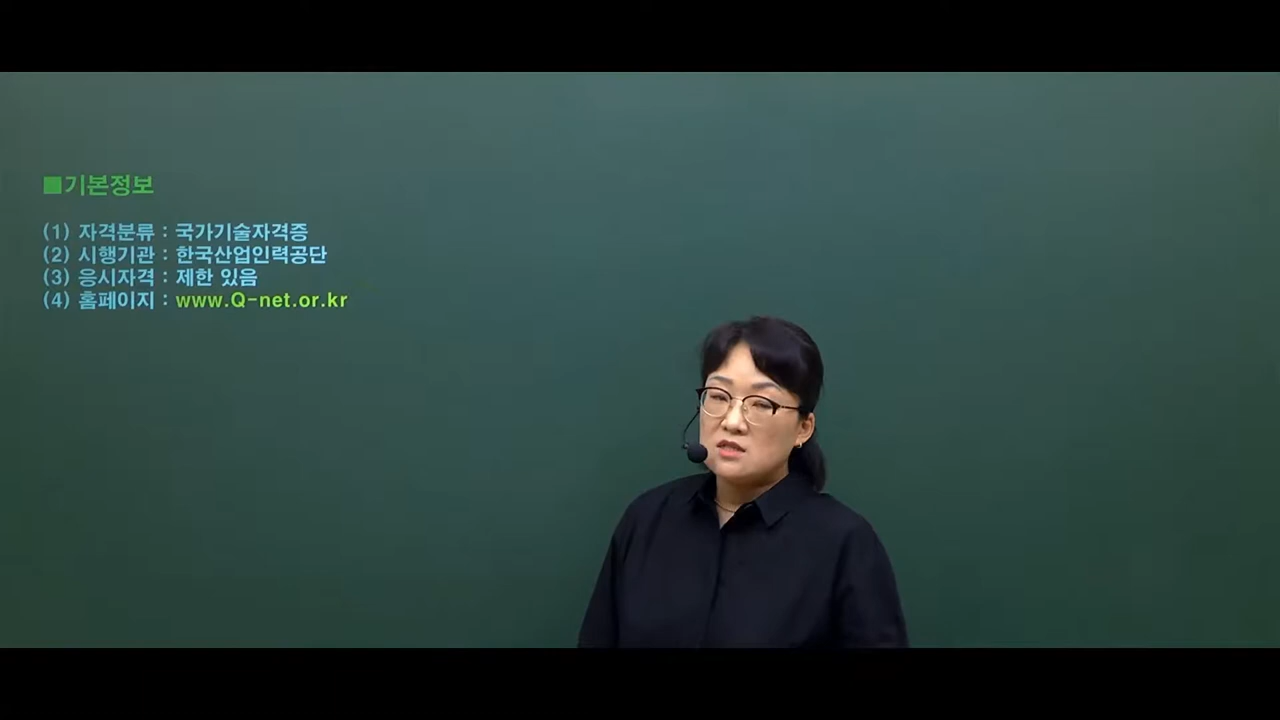 ■기본정보
(1) 자격분류 : 국가기술자격증
(2) 시행기관 : 한국산업인력공단
(3) 응시자격 : 제한 있음
(4) 홈페이지 : www.Q-net.or.kr